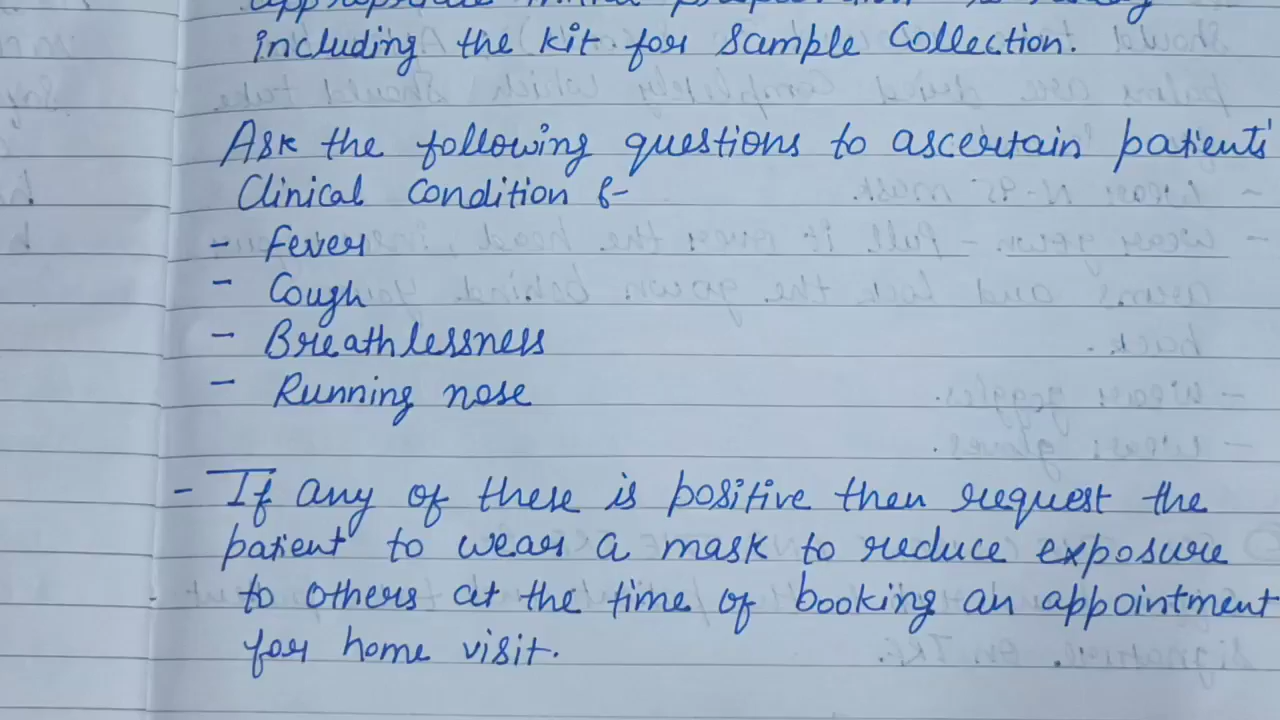 including the kit for Sample Collection.
Ask the following questions to ascertain patient's
Clinical Condition :-
- Fever
- Cough
- Breathlessness
- Running nose
- If any of these is positive then request the
patient to wear a mask to reduce exposure
to others at the time of booking an appointment
for home visit.